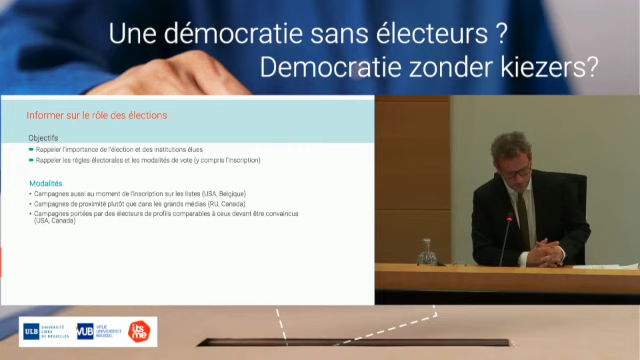 Une démocratie sans électeurs ?
Democratie zonder kiezers?
Informer sur le rôle des élections
Objectifs
Rappeler l'importance de l'élection et des institutions élues
Rappeler les règles électorales et les modalités de vote (y compris l'inscription)
Modalités
• Campagnes aussi au moment de l'inscription sur les listes (USA, Belgique)
• Campagnes de proximité plutôt que dans les grands médias (RU, Canada)
• Campagnes portées par des électeurs de profils comparables à ceux devant être convaincus
(USA, Canada)
ULB
UNIVERSITÉ
LIBRE
DE BRUXELLES
VUB
VRIJE
UNIVERSITEIT
BRUSSEL
its
me